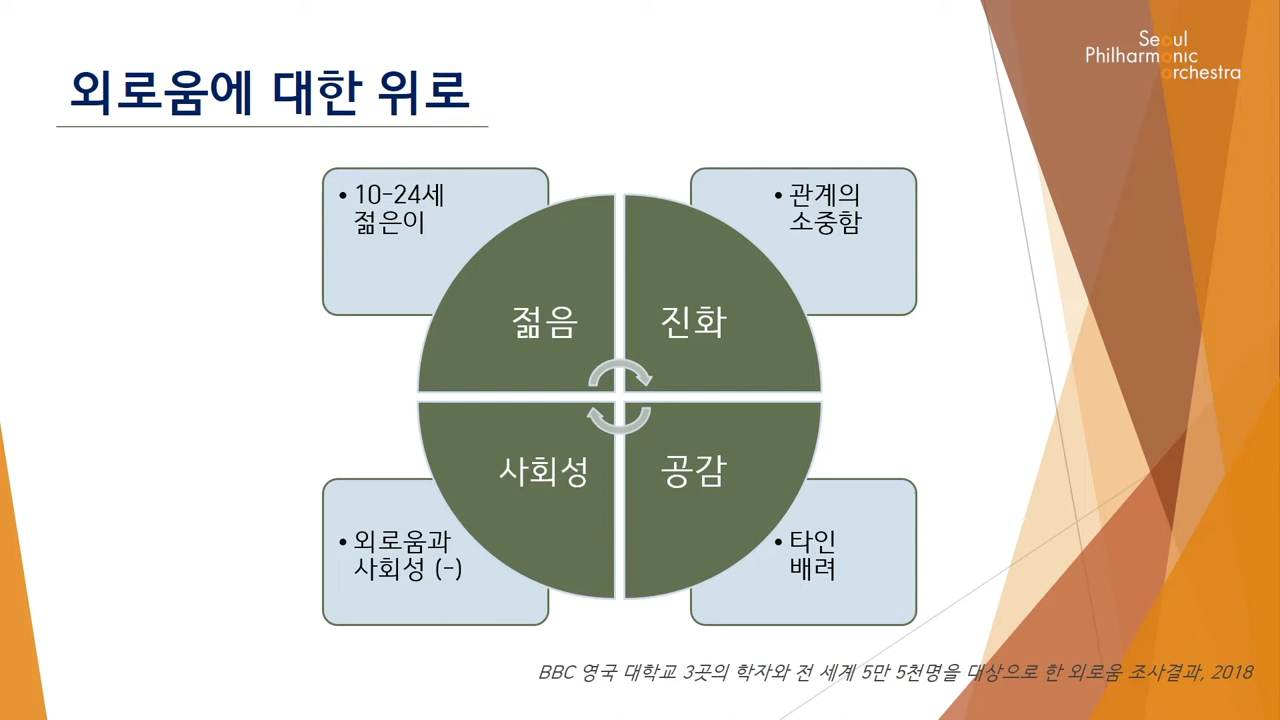 외로움에 대한 위로
Seoul
Philharmonic
orchestra
• 10-24세
젊은이
• 관계의
소중함
젊음
진화
사회성
공감
• 외로움과
사회성 (-)
• 타인
배려
BBC 영국 대학교 3곳의 학자와 전 세계 5만 5천명을 대상으로 한 외로움 조사결과, 2018